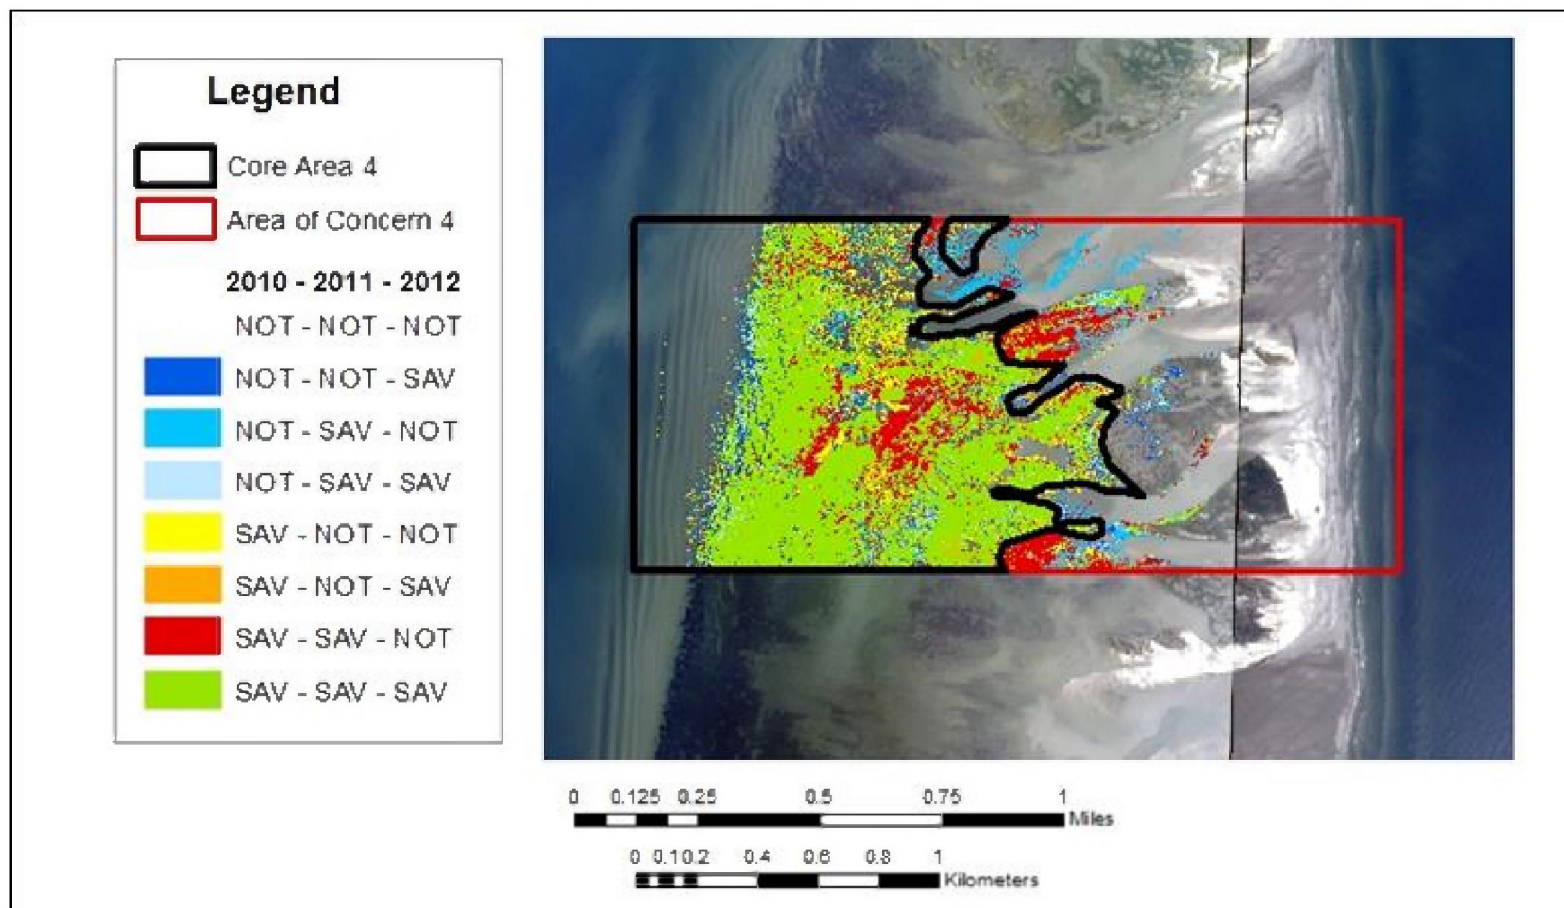 Legend
Core Area 4
Area of Concern 4
2010 - 2011 - 2012
NOT - NOT - NOT
NOT - NOT - SAV
NOT - SAV - NOT
NOT - SAV - SAV
SAV - NOT - NOT
SAV - NOT - SAV
SAV - SAV - NOT
SAV - SAV - SAV
0 0.125 0.25 0.5 0.75 1
Miles
0 0.1 0.2 0.4 0.6 0.8 1
Kilometers